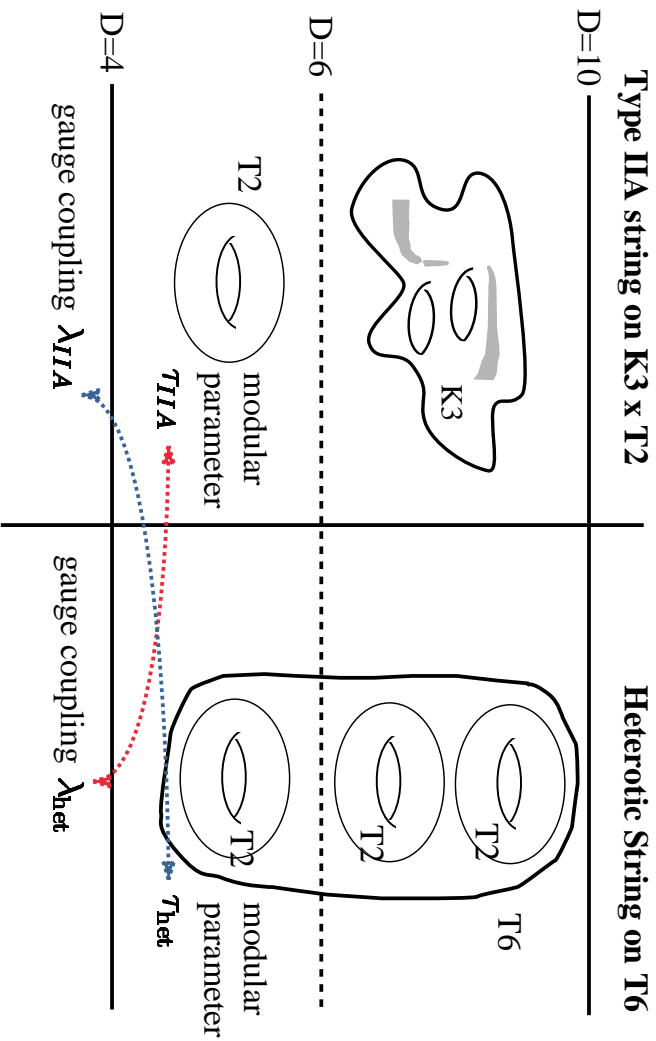 Type IIA string on K3 x T2
Heterotic String on T6
D=10
K3
T2
T2
T6
D=6
T2
modular
parameter
τIIA
T2
modular
parameter
τhet
D=4
gauge coupling λIIA
gauge coupling λhet